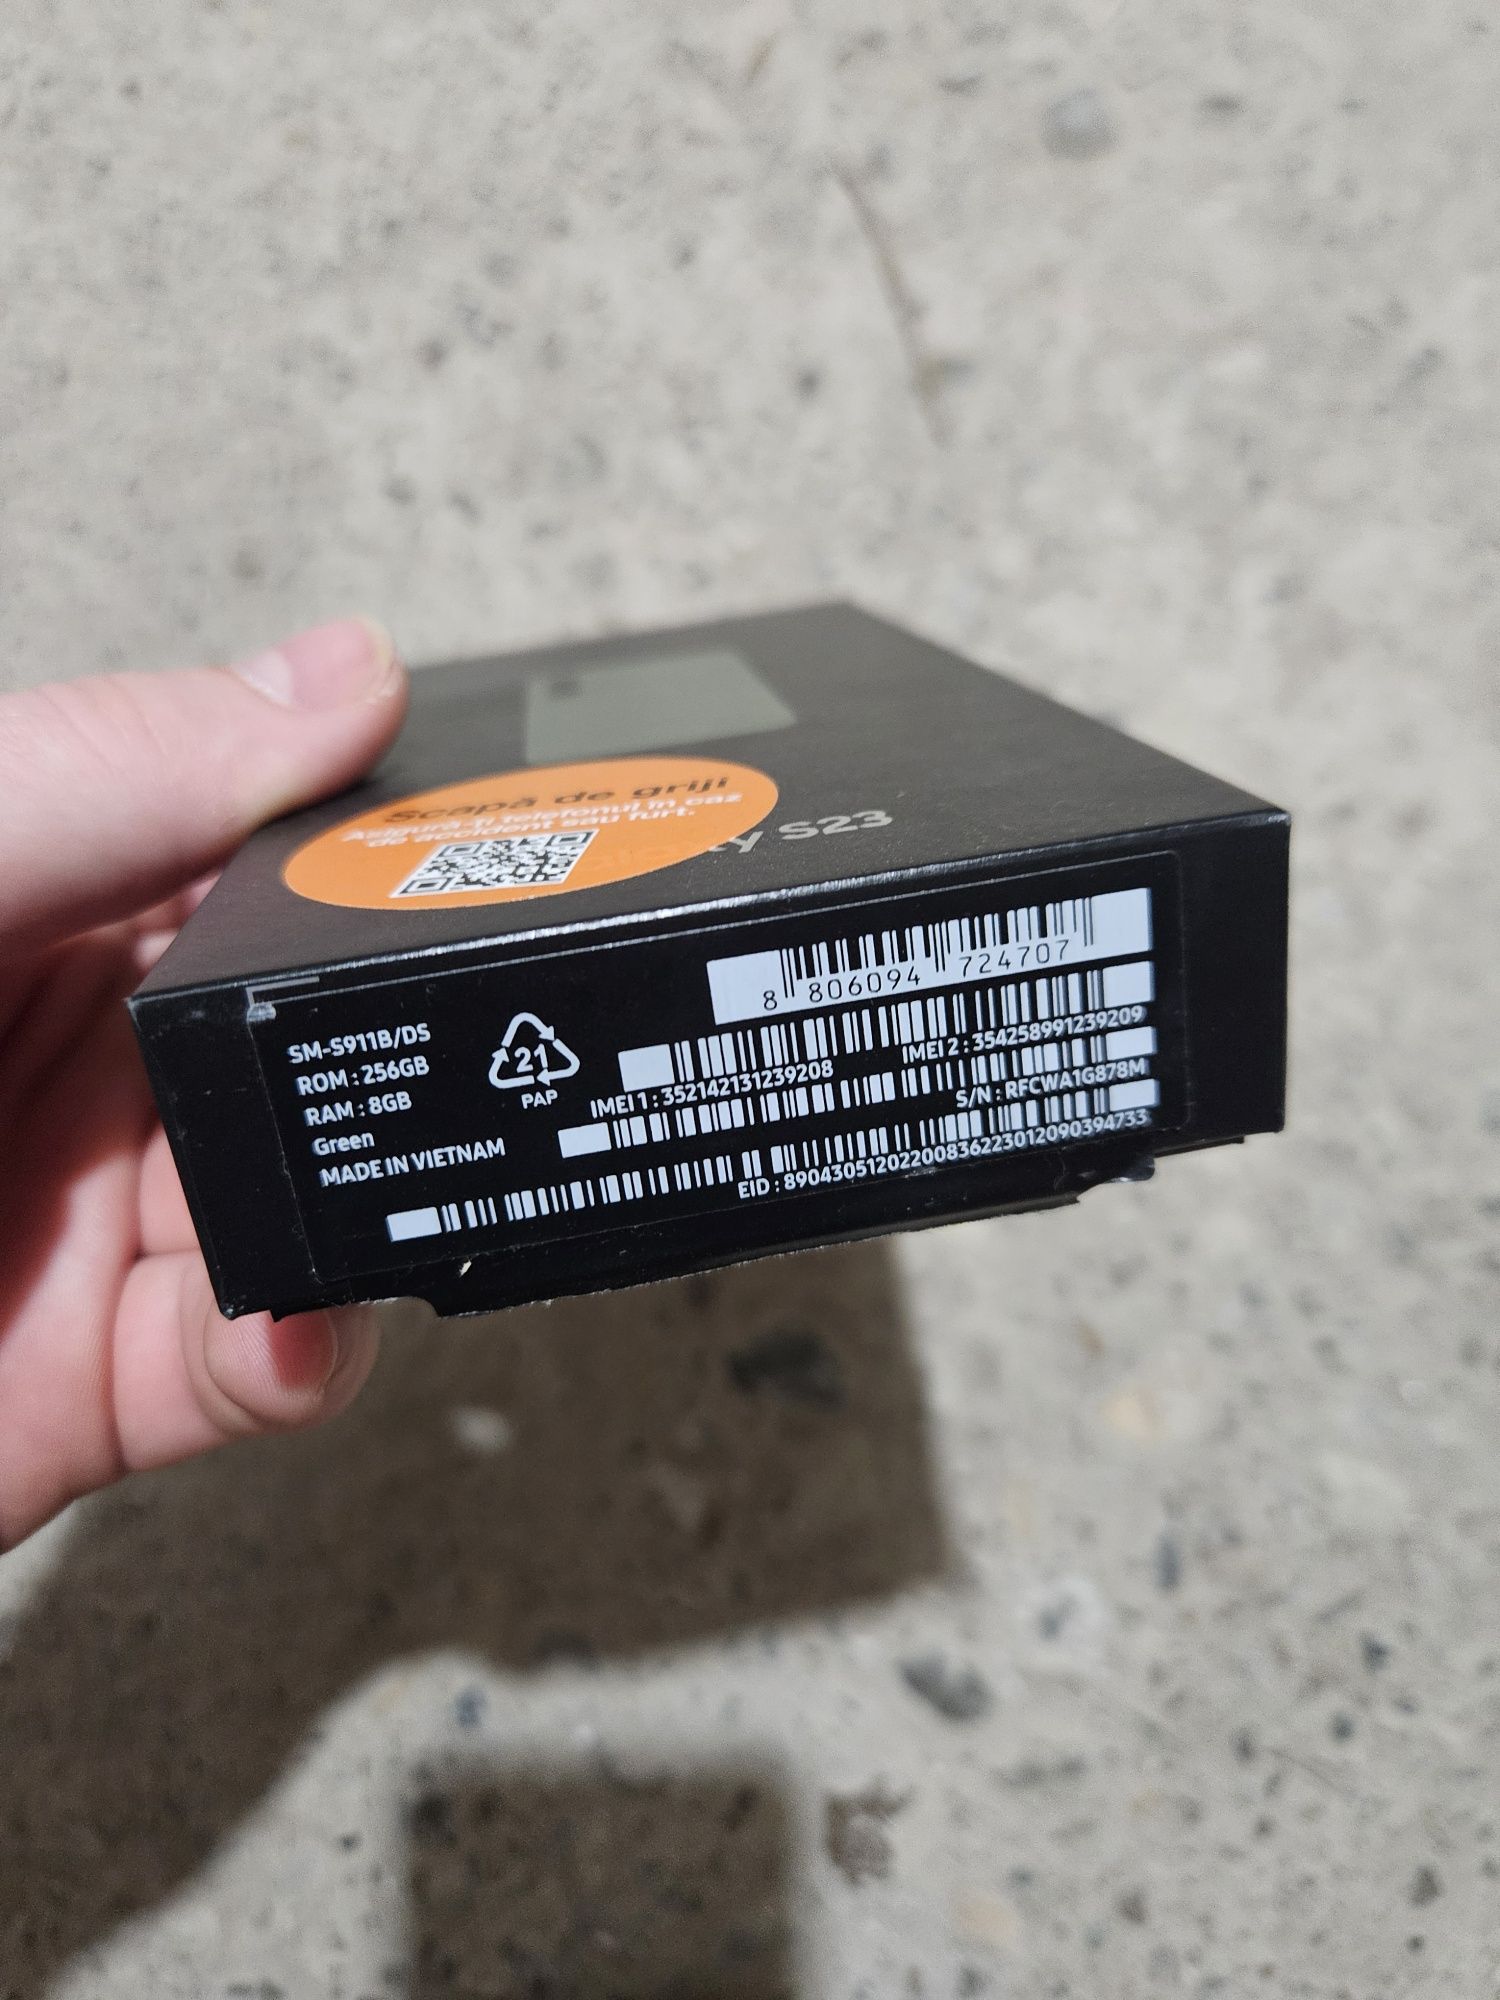 Scapă de griji
Asigură-ți telefonul în caz
de accident sau furt.
Galaxy S23
SM-S911B/DS
ROM : 256GB
RAM : 8GB
Green
MADE IN VIETNAM
21
PAP
8 806094 724707
IMEI 1 : 352142131239208
IMEI 2 : 354258991239209
S/N : RFCWA1G878M
EID : 89043051202200836223012090394733